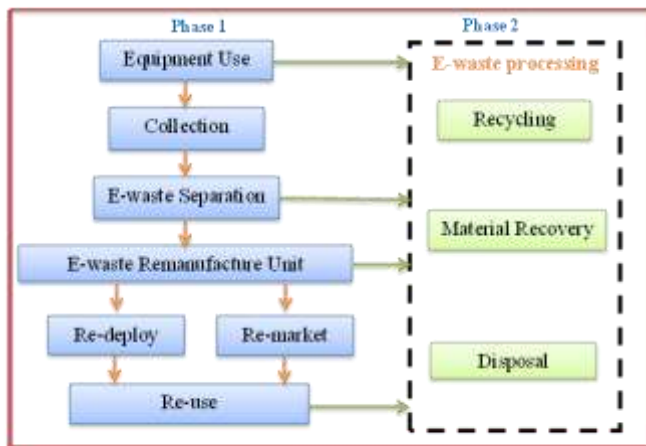 Phase 1
Phase 2
Equipment Use
E-waste processing
Collection
Recycling
E-waste Separation
Material Recovery
E-waste Remanufacture Unit
Re-deploy
Re-market
Disposal
Re-use